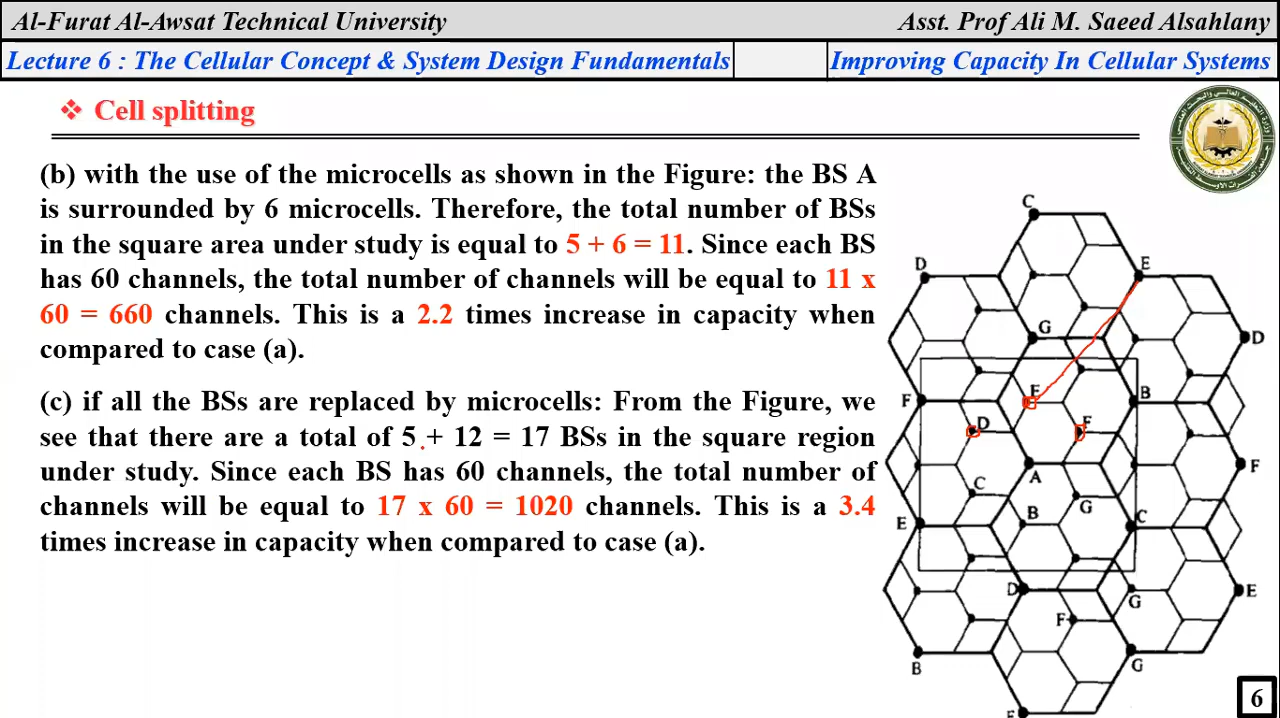 Al-Furat Al-Awsat Technical University
Asst. Prof Ali M. Saeed Alsahlany
Lecture 6 : The Cellular Concept & System Design Fundamentals
Improving Capacity In Cellular Systems
❖ Cell splitting
(b) with the use of the microcells as shown in the Figure: the BS A
is surrounded by 6 microcells. Therefore, the total number of BSs
in the square area under study is equal to 5 + 6 = 11. Since each BS
has 60 channels, the total number of channels will be equal to 11 x
60 = 660 channels. This is a 2.2 times increase in capacity when
compared to case (a).
(c) if all the BSs are replaced by microcells: From the Figure, we
see that there are a total of 5 + 12 = 17 BSs in the square region
under study. Since each BS has 60 channels, the total number of
channels will be equal to 17 x 60 = 1020 channels. This is a 3.4
times increase in capacity when compared to case (a).
C
D
E
G
D
E
F
B
D
F
F
A
C
G
B
C
E
D
G
E
F
B
G
6